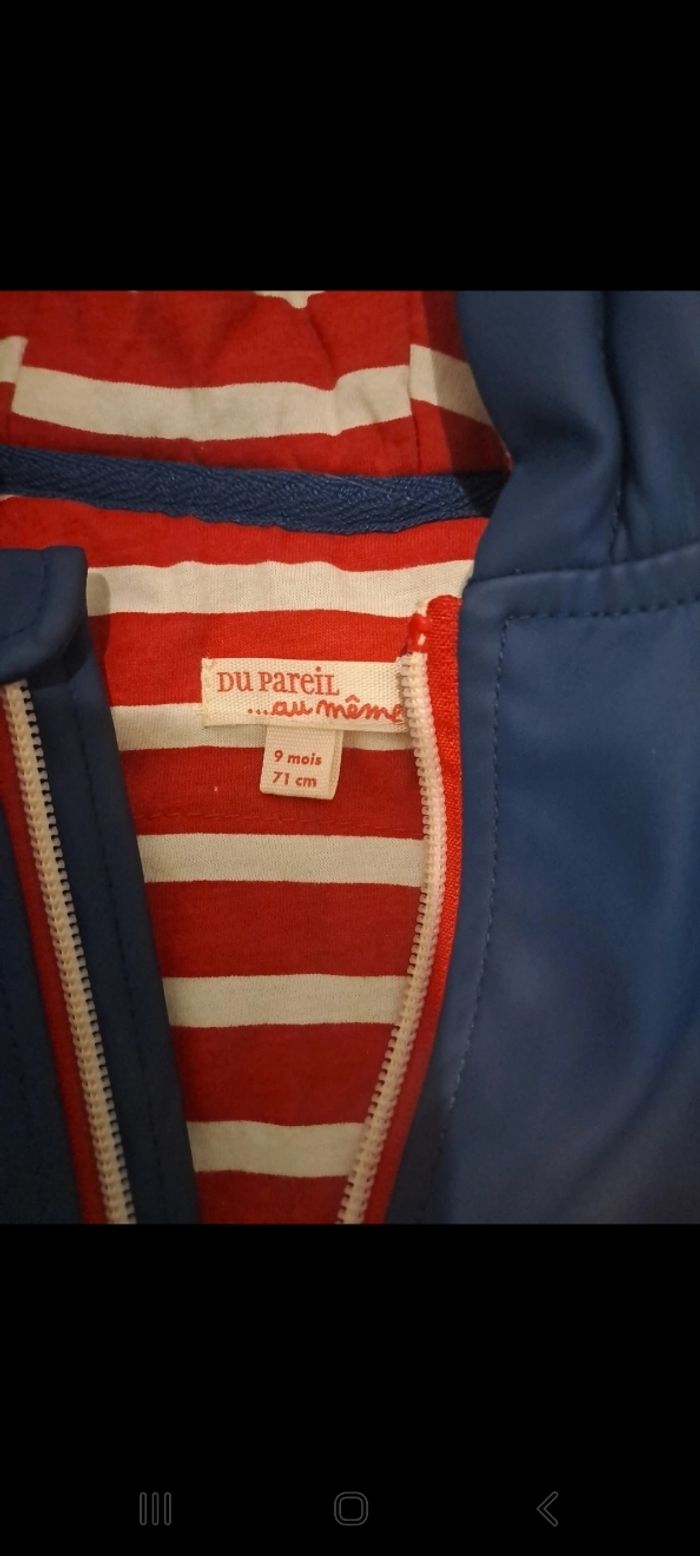 DU PAREIL
...au même
9 mois
71 cm